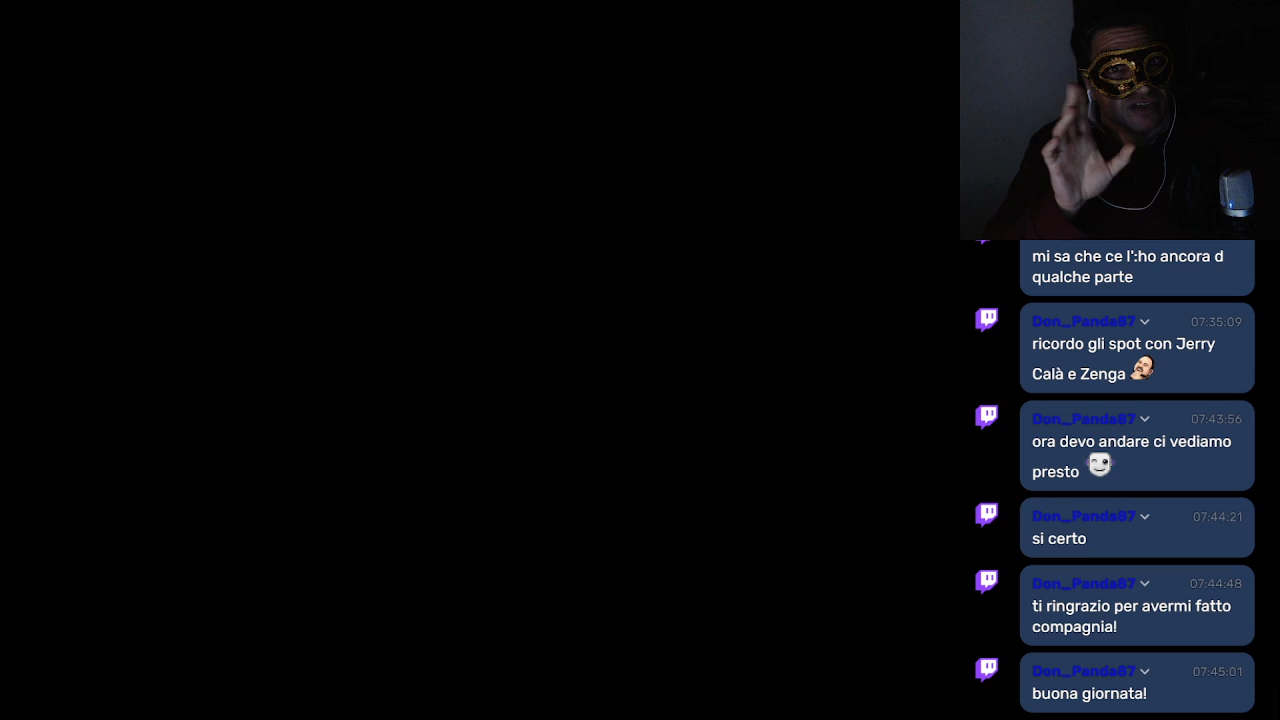 mi sa che ce l':ho ancora d
qualche parte
Don_Panda87 07:35:09
ricordo gli spot con Jerry
Calà e Zenga
Don_Panda87 07:43:56
ora devo andare ci vediamo
presto
Don_Panda87 07:44:21
si certo
Don_Panda87 07:44:48
ti ringrazio per avermi fatto
compagnia!
Don_Panda87 07:45:01
buona giornata!